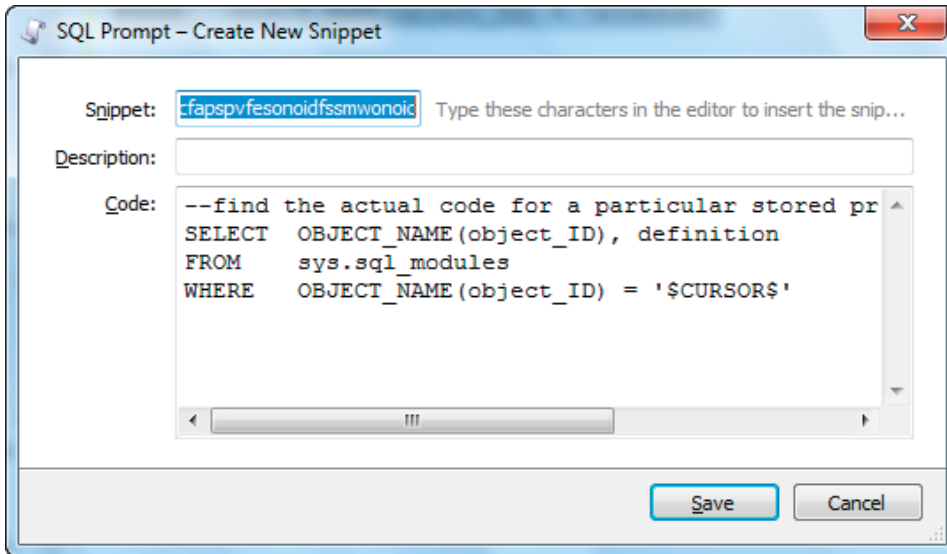 SQL Prompt – Create New Snippet
Snippet: cfapspvfesonoidfssmwonoid Type these characters in the editor to insert the snip...
Description:
Code: --find the actual code for a particular stored pr
SELECT OBJECT_NAME(object_ID), definition
FROM sys.sql_modules
WHERE OBJECT_NAME(object_ID) = '$CURSOR$'
Save Cancel